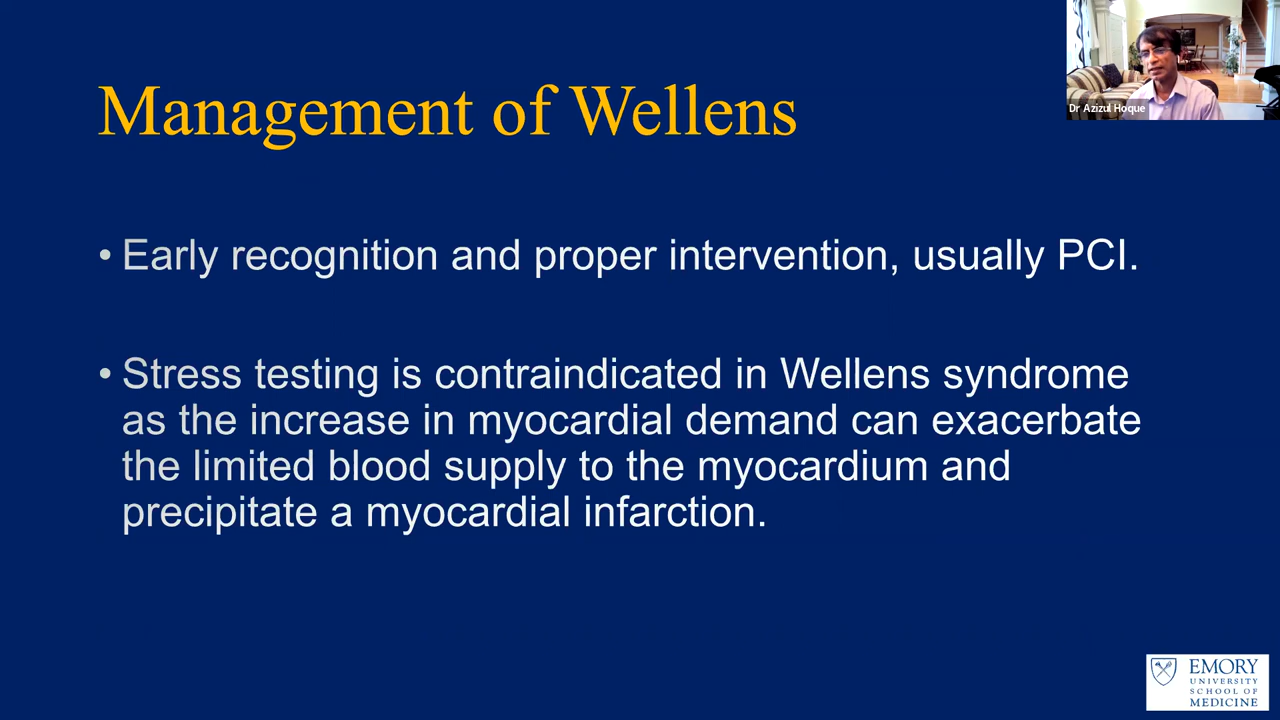 Management of Wellens
Dr Azizul Hoque
• Early recognition and proper intervention, usually PCI.
• Stress testing is contraindicated in Wellens syndrome
as the increase in myocardial demand can exacerbate
the limited blood supply to the myocardium and
precipitate a myocardial infarction.
EMORY
UNIVERSITY
SCHOOL OF
MEDICINE